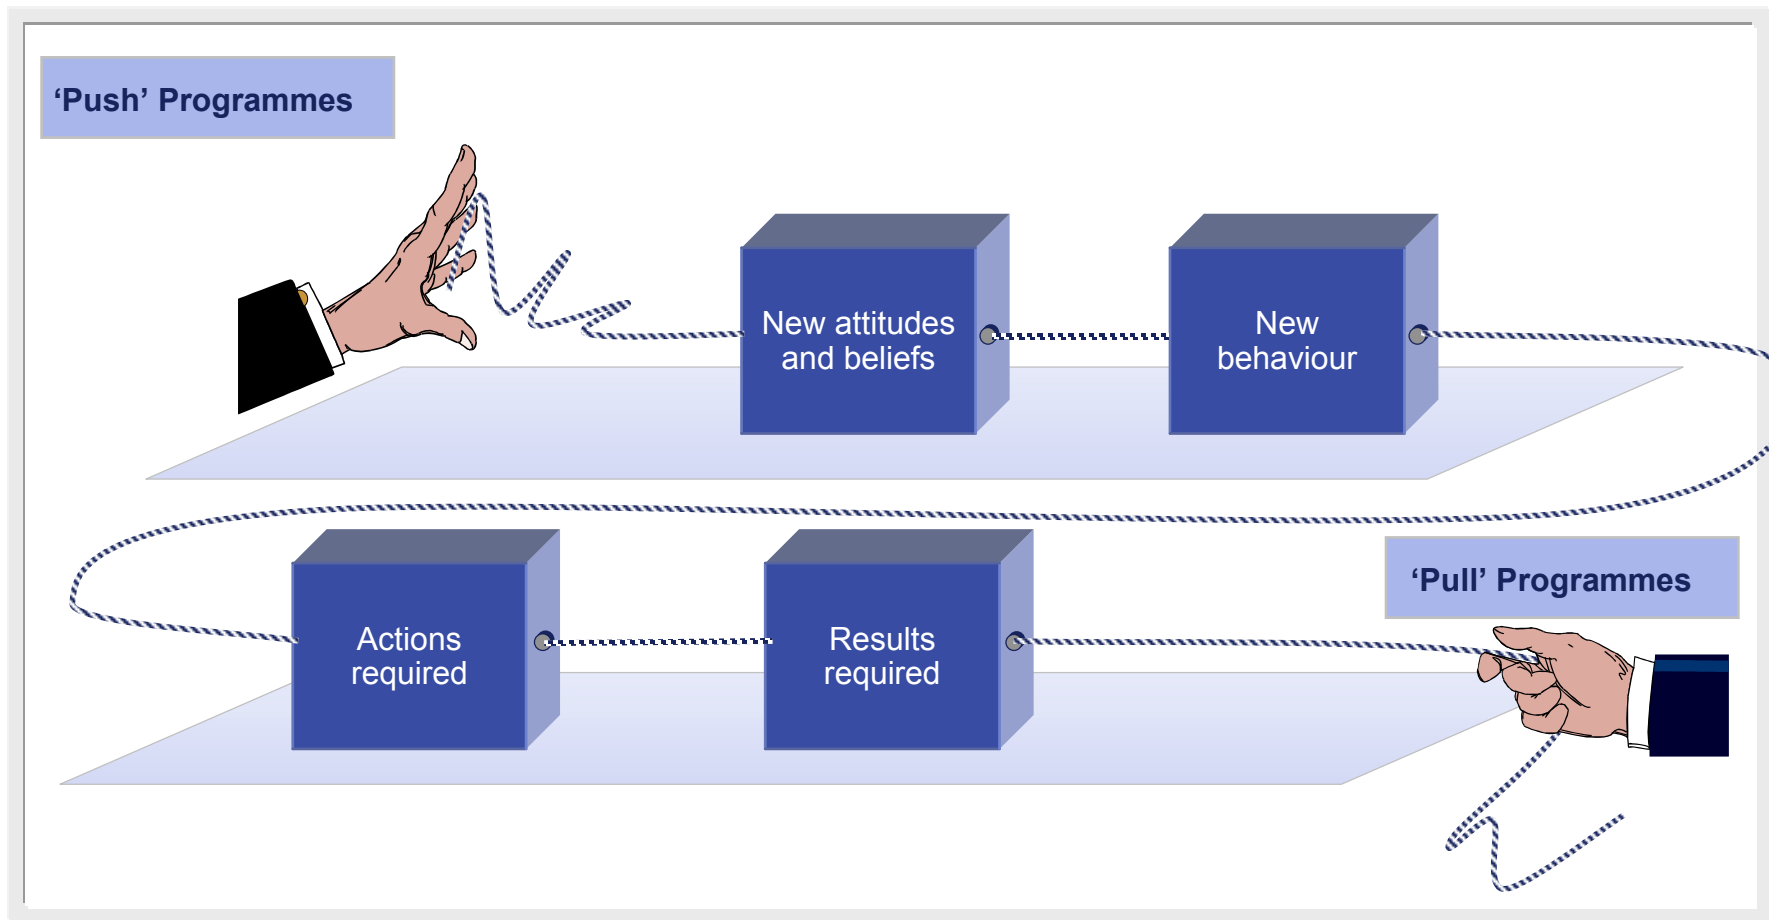 ‘Push’ Programmes
New attitudes
and beliefs
New
behaviour
‘Pull’ Programmes
Actions
required
Results
required